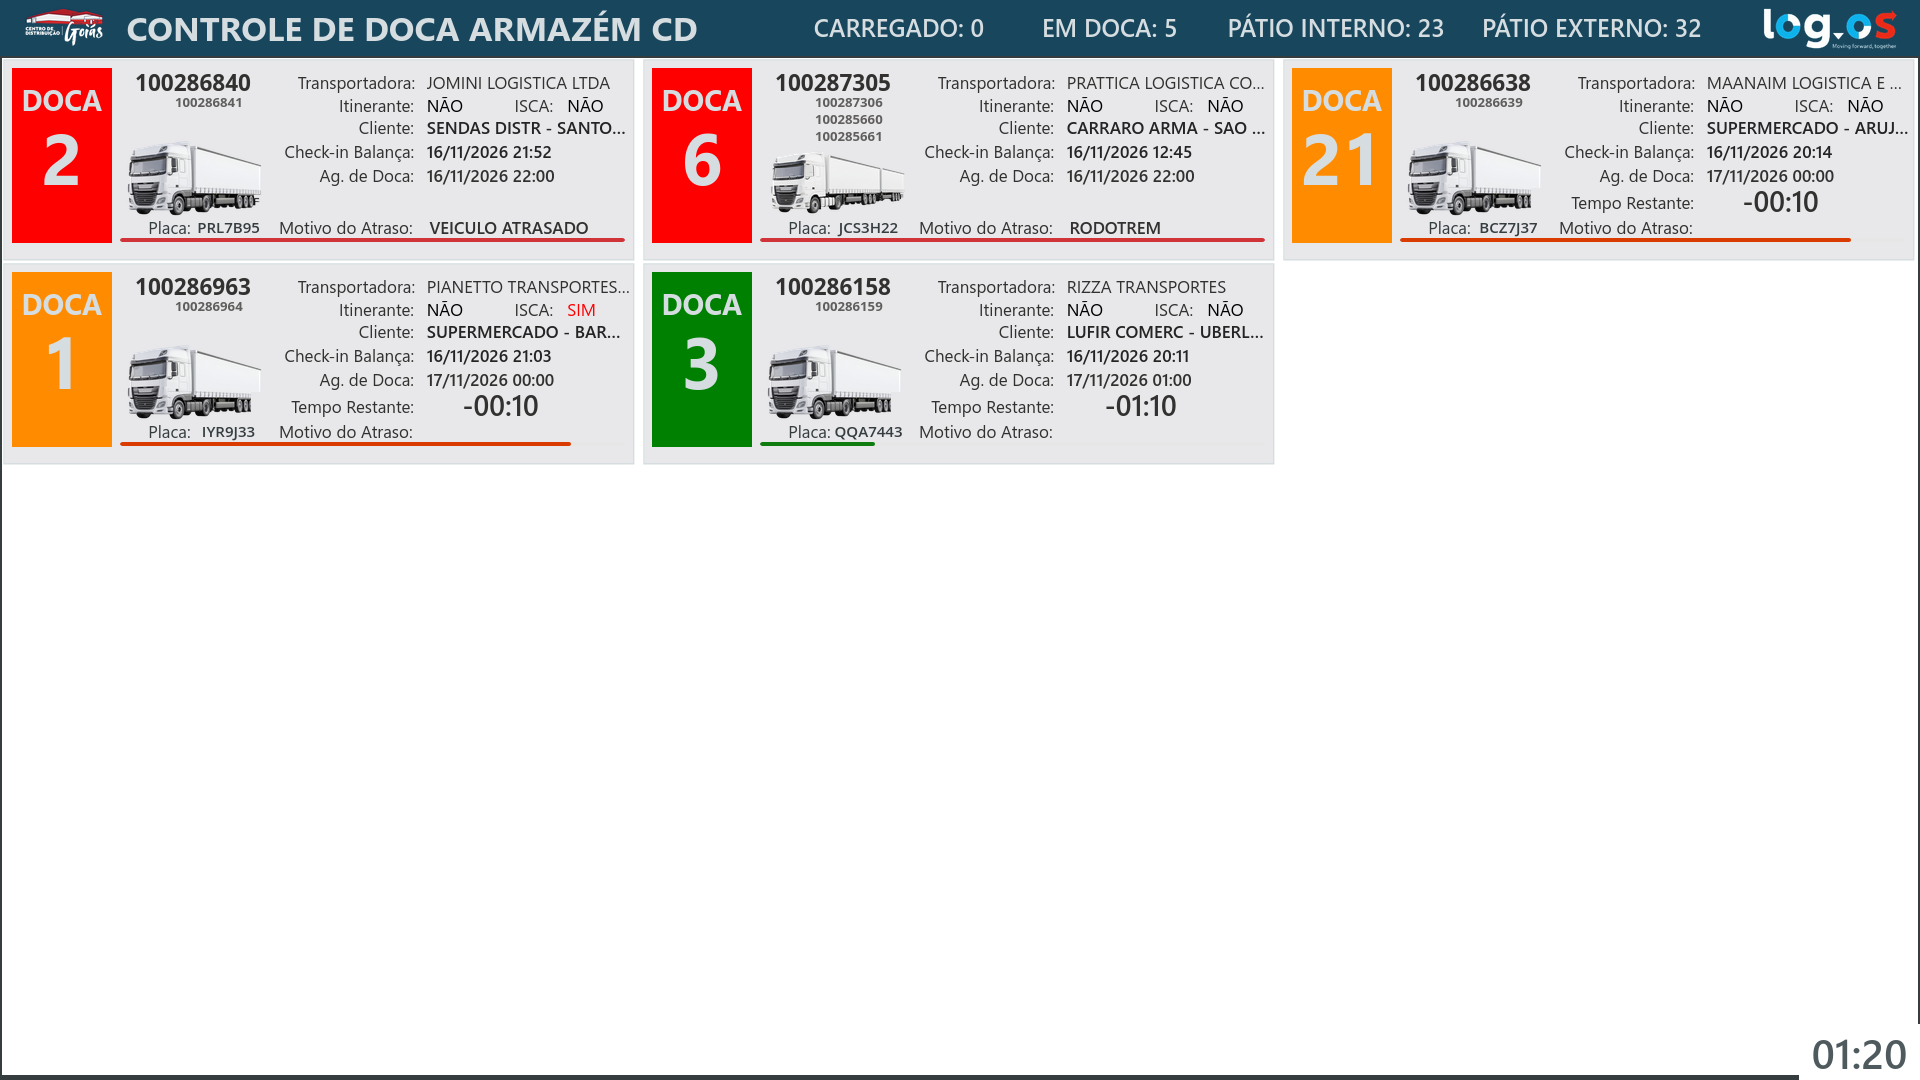 CENTRO DE DISTRIBUIÇÃO Goiás
CONTROLE DE DOCA ARMAZÉM CD
CARREGADO: 0
EM DOCA: 5
PÁTIO INTERNO: 23
PÁTIO EXTERNO: 32
log.os
Moving forward, together
DOCA
2
100286840
100286841
Transportadora: JOMINI LOGISTICA LTDA
Itinerante: NÃO ISCA: NÃO
Cliente: SENDAS DISTR - SANTO...
Check-in Balança: 16/11/2026 21:52
Ag. de Doca: 16/11/2026 22:00
Placa: PRL7B95 Motivo do Atraso: VEICULO ATRASADO
DOCA
6
100287305
100287306
100285660
100285661
Transportadora: PRATTICA LOGISTICA CO...
Itinerante: NÃO ISCA: NÃO
Cliente: CARRARO ARMA - SAO ...
Check-in Balança: 16/11/2026 12:45
Ag. de Doca: 16/11/2026 22:00
Placa: JCS3H22 Motivo do Atraso: RODOTREM
DOCA
21
100286638
100286639
Transportadora: MAANAIM LOGISTICA E ...
Itinerante: NÃO ISCA: NÃO
Cliente: SUPERMERCADO - ARUJ...
Check-in Balança: 16/11/2026 20:14
Ag. de Doca: 17/11/2026 00:00
Tempo Restante: -00:10
Placa: BCZ7J37 Motivo do Atraso:
DOCA
1
100286963
100286964
Transportadora: PIANETTO TRANSPORTES...
Itinerante: NÃO ISCA: SIM
Cliente: SUPERMERCADO - BAR...
Check-in Balança: 16/11/2026 21:03
Ag. de Doca: 17/11/2026 00:00
Tempo Restante: -00:10
Placa: IYR9J33 Motivo do Atraso:
DOCA
3
100286158
100286159
Transportadora: RIZZA TRANSPORTES
Itinerante: NÃO ISCA: NÃO
Cliente: LUFIR COMERC - UBERL...
Check-in Balança: 16/11/2026 20:11
Ag. de Doca: 17/11/2026 01:00
Tempo Restante: -01:10
Placa: QQA7443 Motivo do Atraso:
01:20